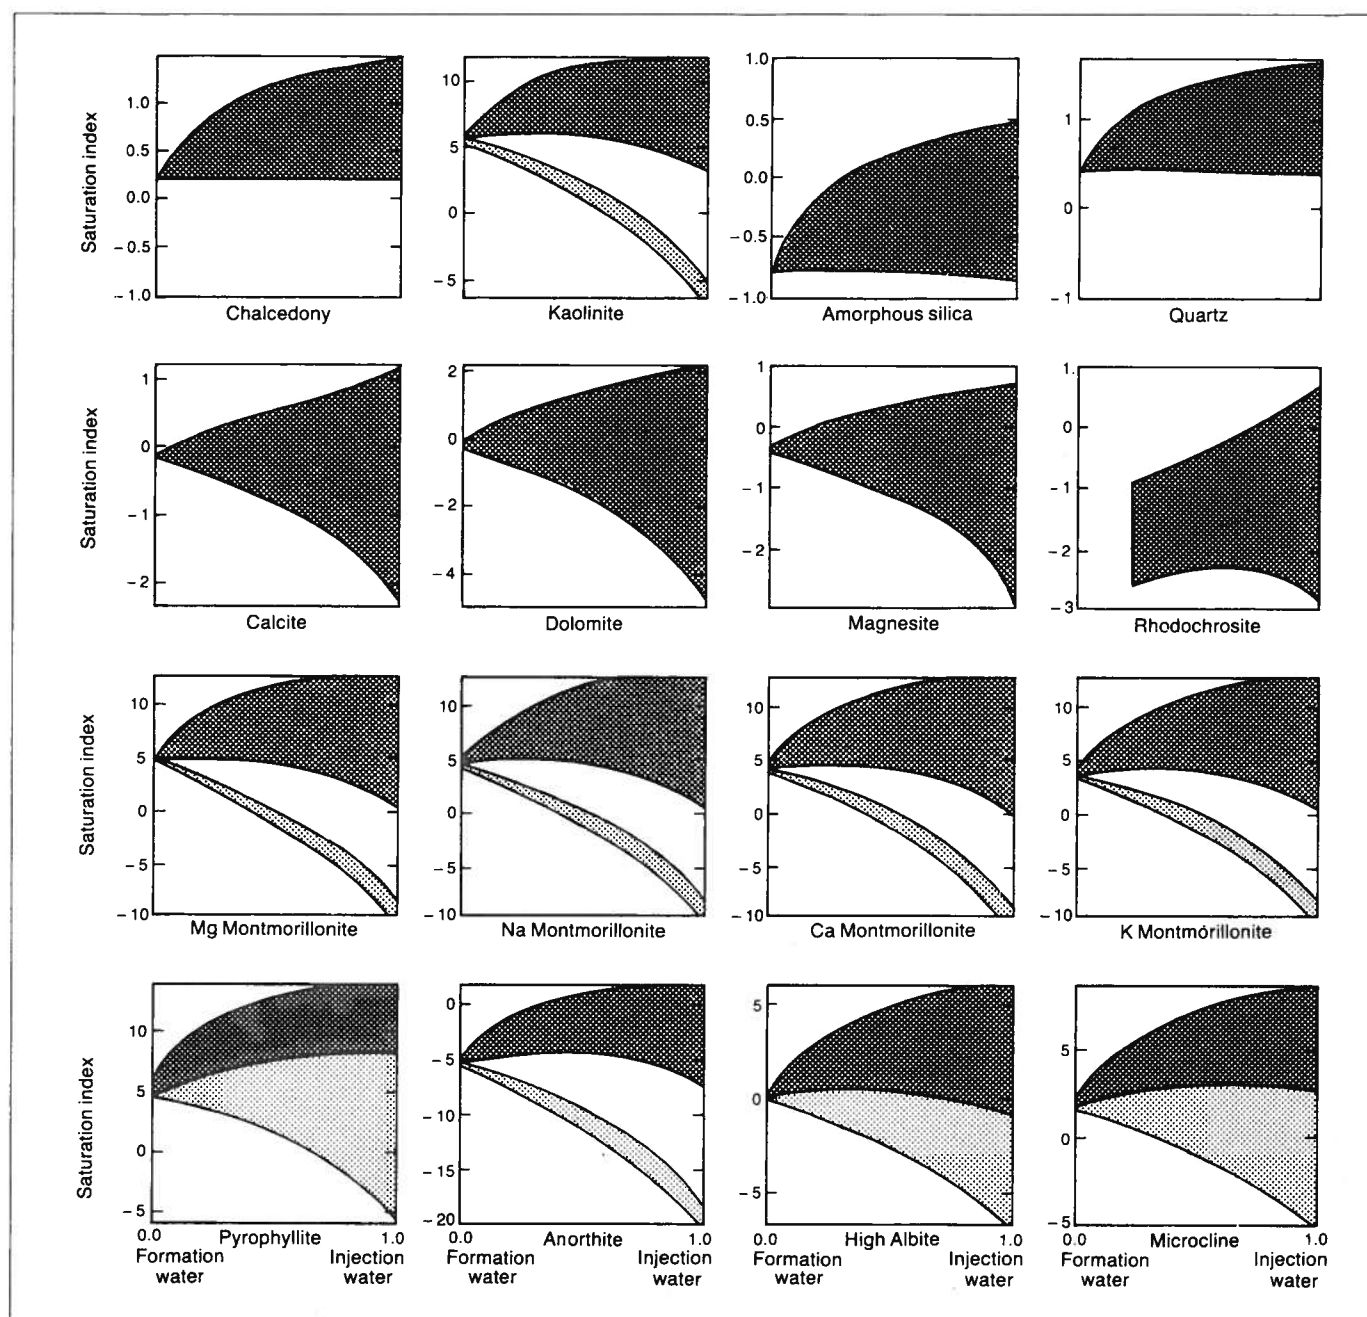 Saturation index
1.0
0.5
0.0
- 0.5
- 1.0
Chalcedony
10
5
0
- 5
Kaolinite
1.0
0.5
0.0
- 0.5
- 1.0
Amorphous silica
1
0
- 1
Quartz
Saturation index
1
0
- 1
- 2
Calcite
2
0
- 2
- 4
Dolomite
1
0
- 1
- 2
Magnesite
1.
0
- 1
- 2
- 3
Rhodochrosite
Saturation index
10
5
0
- 5
- 10
Mg Montmorillonite
10
5
0
- 5
- 10
Na Montmorillonite
10
5
0
- 5
- 10
Ca Montmorillonite
10
5
0
- 5
- 10
K Montmorillonite
Saturation index
10
5
0
- 5
0.0
Pyrophyllite
1.0
Formation water
Injection water
0
- 5
- 10
- 15
- 20
0.0
Anorthite
1.0
Formation water
Injection water
5
0
- 5
0.0
High Albite
1.0
Formation water
Injection water
5
0
- 5
0.0
Microcline
1.0
Formation water
Injection water